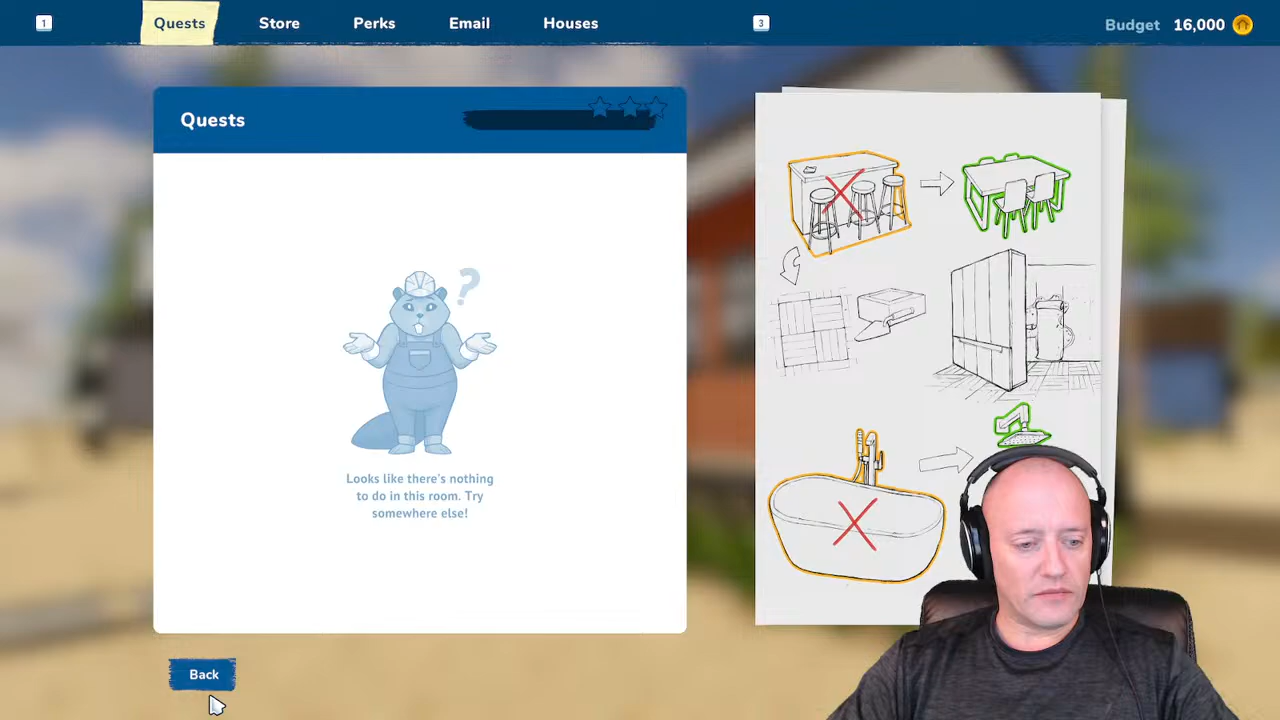 1
Quests
Store
Perks
Email
Houses
3
Budget 16,000
Quests
?
Looks like there's nothing
to do in this room. Try
somewhere else!
Back